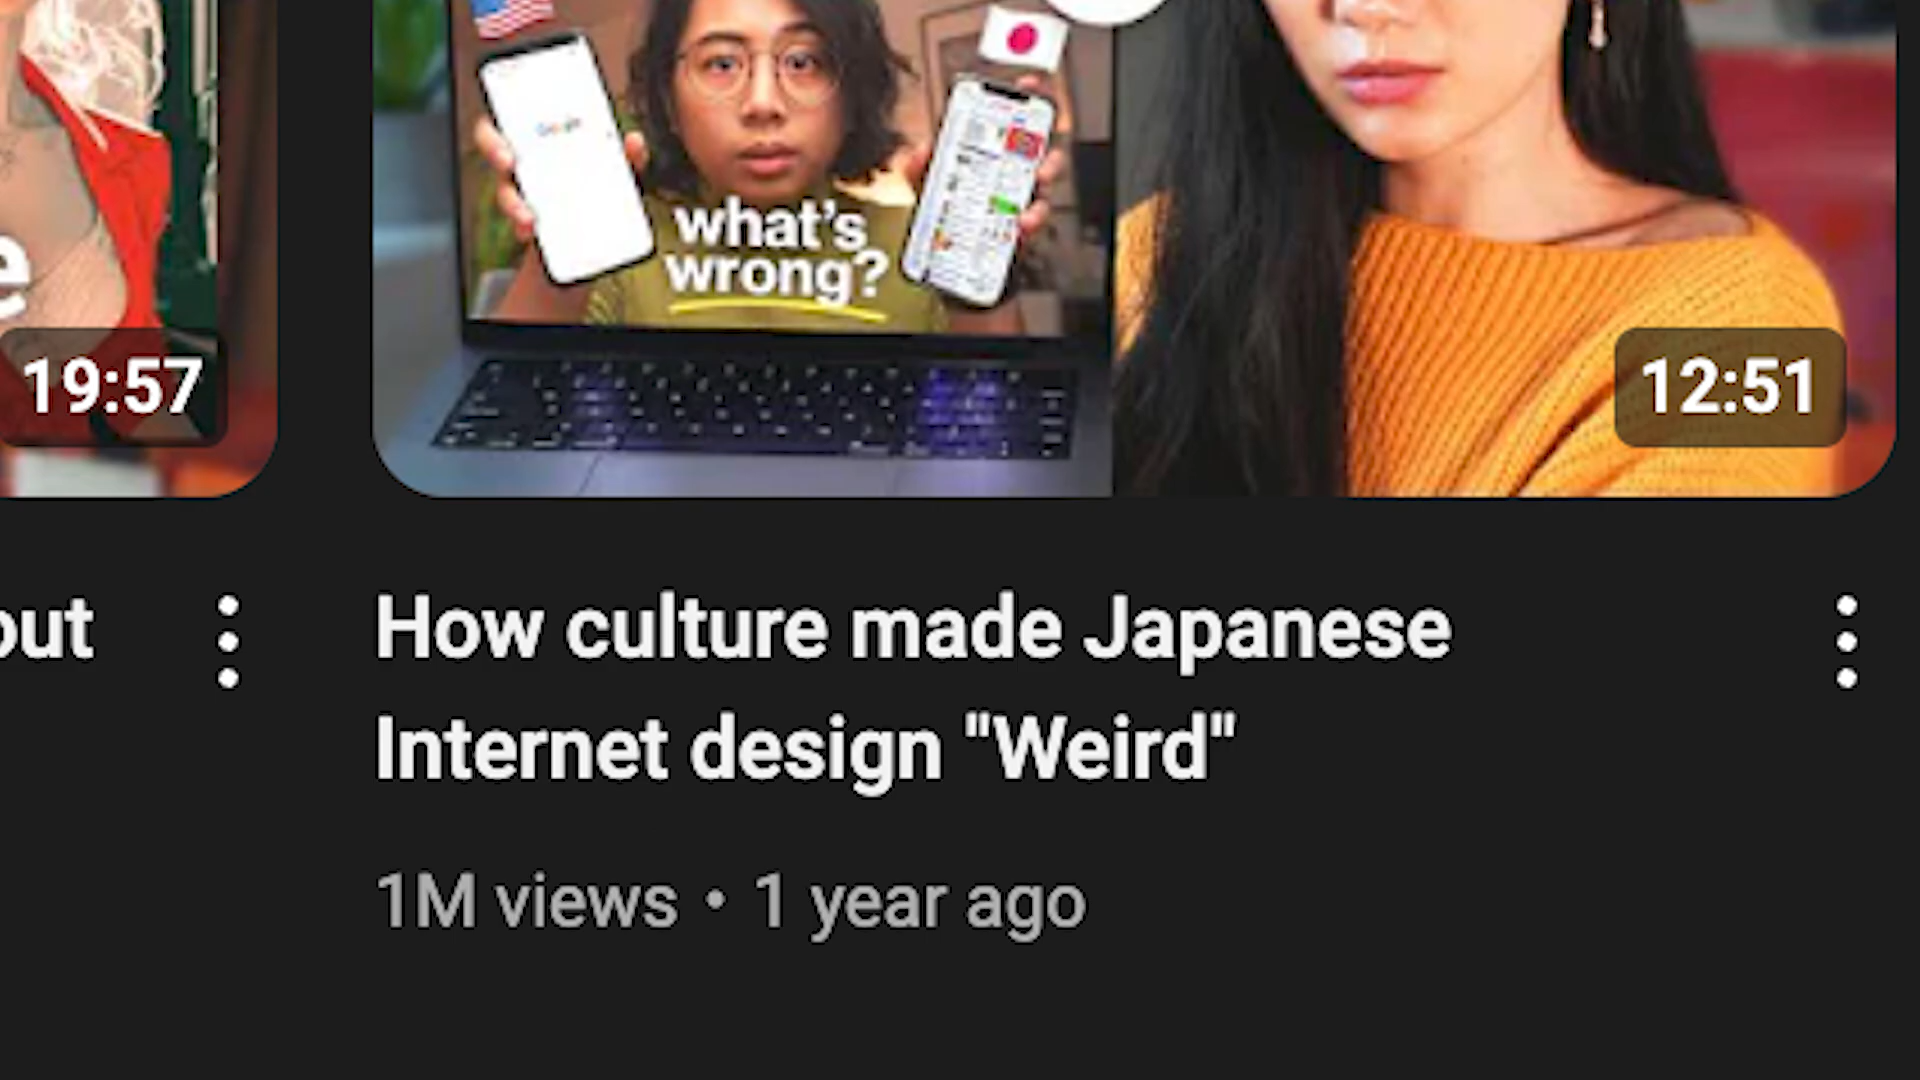 Google
what's
wrong?
e
19:57
12:51
out
How culture made Japanese
Internet design "Weird"
1M views • 1 year ago